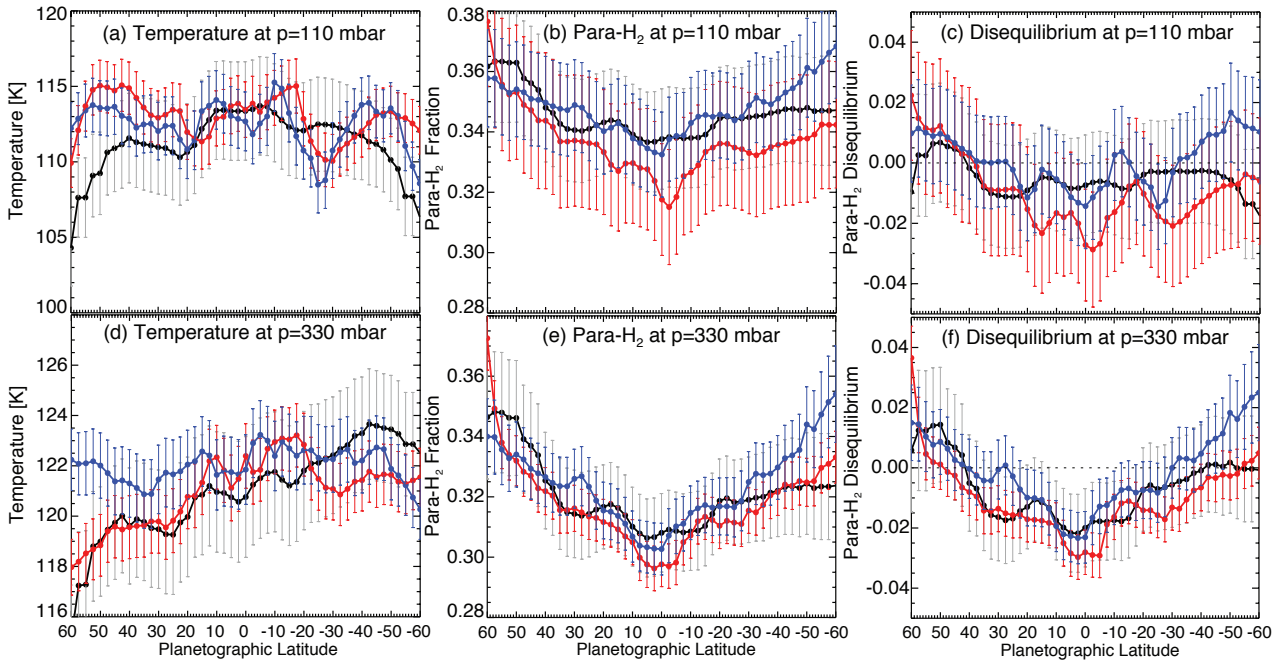 (a) Temperature at p=110 mbar
Temperature [K]
120
115
110
105
100
(b) Para-H₂ at p=110 mbar
Para-H₂ Fraction
0.38
0.36
0.34
0.32
0.30
0.28
(c) Disequilibrium at p=110 mbar
Para-H₂ Disequilibrium
0.04
0.02
0.00
-0.02
-0.04
(d) Temperature at p=330 mbar
Temperature [K]
126
124
122
120
118
116
60 50 40 30 20 10 0 -10 -20 -30 -40 -50 -60
Planetographic Latitude
(e) Para-H₂ at p=330 mbar
Para-H₂ Fraction
0.36
0.34
0.32
0.30
0.28
60 50 40 30 20 10 0 -10 -20 -30 -40 -50 -60
Planetographic Latitude
(f) Disequilibrium at p=330 mbar
Para-H₂ Disequilibrium
0.04
0.02
0.00
-0.02
-0.04
60 50 40 30 20 10 0 -10 -20 -30 -40 -50 -60
Planetographic Latitude